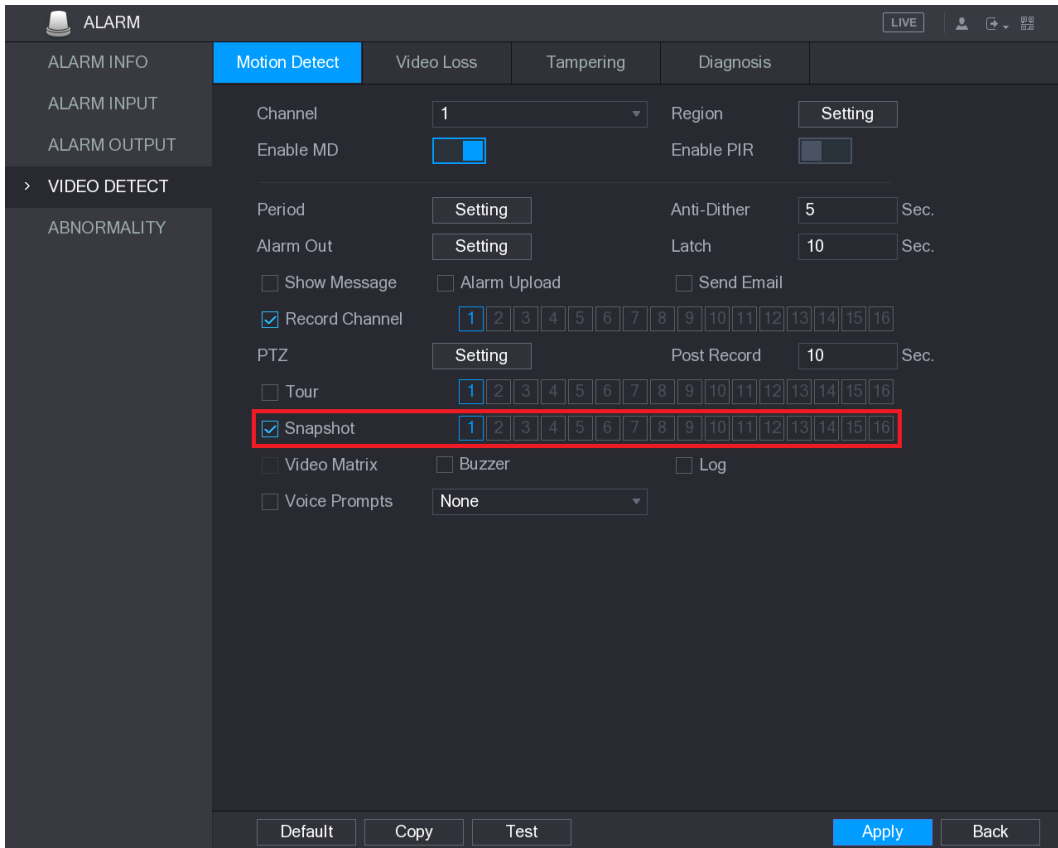 ALARM LIVE
ALARM INFO
ALARM INPUT
ALARM OUTPUT
> VIDEO DETECT
ABNORMALITY
Motion Detect Video Loss Tampering Diagnosis
Channel 1 Region Setting
Enable MD Enable PIR
Period Setting Anti-Dither 5 Sec.
Alarm Out Setting Latch 10 Sec.
Show Message Alarm Upload Send Email
Record Channel 1 2 3 4 5 6 7 8 9 10 11 12 13 14 15 16
PTZ Setting Post Record 10 Sec.
Tour 1 2 3 4 5 6 7 8 9 10 11 12 13 14 15 16
Snapshot 1 2 3 4 5 6 7 8 9 10 11 12 13 14 15 16
Video Matrix Buzzer Log
Voice Prompts None
Default Copy Test Apply Back